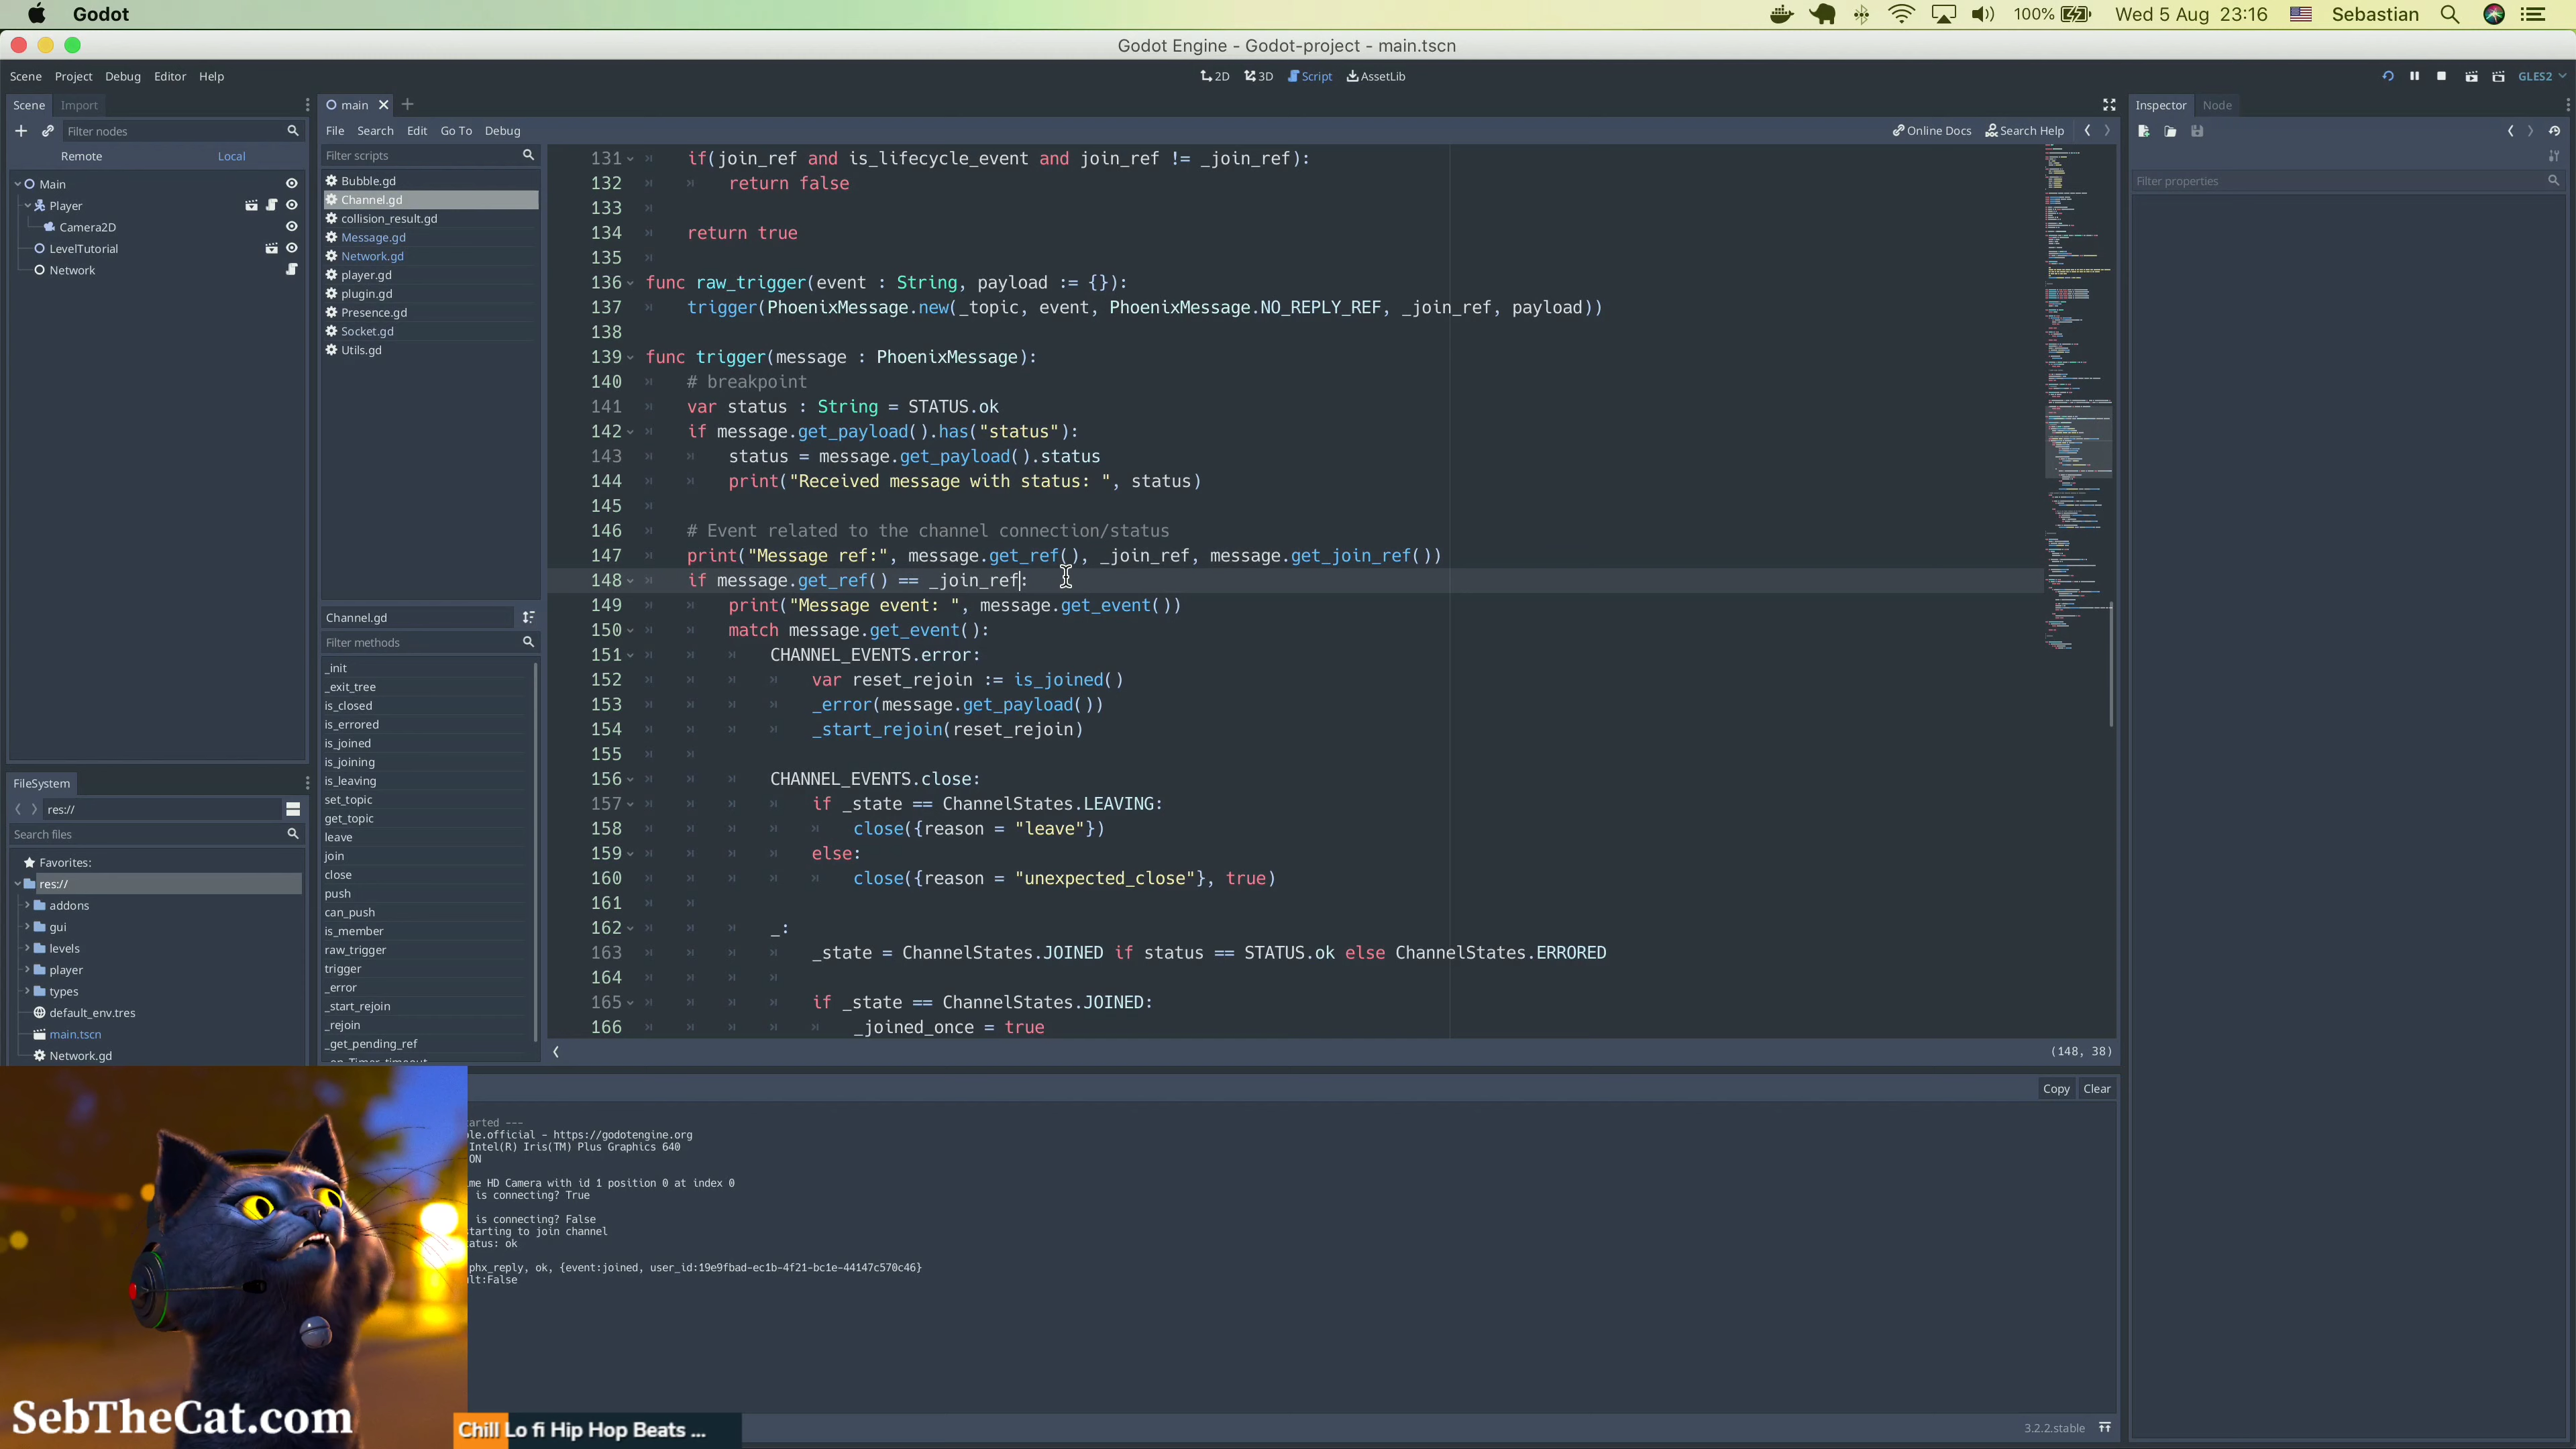 Godot
100%
Wed 5 Aug 23:16
Sebastian
Godot Engine - Godot-project - main.tscn
Scene Project Debug Editor Help
2D 3D Script AssetLib
GLES2
Scene Import
Filter nodes
Remote Local
Main
Player
Camera2D
LevelTutorial
Network
FileSystem
res://
Search files
Favorites:
res://
addons
gui
levels
player
types
default_env.tres
main.tscn
Network.gd
main
File Search Edit Go To Debug
Online Docs Search Help
Filter scripts
Bubble.gd
Channel.gd
collision_result.gd
Message.gd
Network.gd
player.gd
plugin.gd
Presence.gd
Socket.gd
Utils.gd
Channel.gd
Filter methods
_init
_exit_tree
is_closed
is_errored
is_joined
is_joining
is_leaving
set_topic
get_topic
leave
join
close
push
can_push
is_member
raw_trigger
trigger
_error
_start_rejoin
_rejoin
_get_pending_ref
131 if(join_ref and is_lifecycle_event and join_ref != _join_ref):
132 return false
133
134 return true
135
136 func raw_trigger(event : String, payload := {}):
137 trigger(PhoenixMessage.new(_topic, event, PhoenixMessage.NO_REPLY_REF, _join_ref, payload))
138
139 func trigger(message : PhoenixMessage):
140 # breakpoint
141 var status : String = STATUS.ok
142 if message.get_payload().has("status"):
143 status = message.get_payload().status
144 print("Received message with status: ", status)
145
146 # Event related to the channel connection/status
147 print("Message ref:", message.get_ref(), _join_ref, message.get_join_ref())
148 if message.get_ref() == _join_ref:
149 print("Message event: ", message.get_event())
150 match message.get_event():
151 CHANNEL_EVENTS.error:
152 var reset_rejoin := is_joined()
153 _error(message.get_payload())
154 _start_rejoin(reset_rejoin)
155
156 CHANNEL_EVENTS.close:
157 if _state == ChannelStates.LEAVING:
158 close({reason = "leave"})
159 else:
160 close({reason = "unexpected_close"}, true)
161
162 _:
163 _state = ChannelStates.JOINED if status == STATUS.ok else ChannelStates.ERRORED
164
165 if _state == ChannelStates.JOINED:
166 _joined_once = true
(148, 38)
Inspector Node
Filter properties
Copy Clear
arted ---
le.official - https://godotengine.org
Intel(R) Iris(TM) Plus Graphics 640
ON
me HD Camera with id 1 position 0 at index 0
is connecting? True
is connecting? False
tarting to join channel
atus: ok
phx_reply, ok, {event:joined, user_id:19e9fbad-ec1b-4f21-bc1e-44147c570c46}
lt:False
3.2.2.stable
SebTheCat.com
Chill Lo fi Hip Hop Beats ...